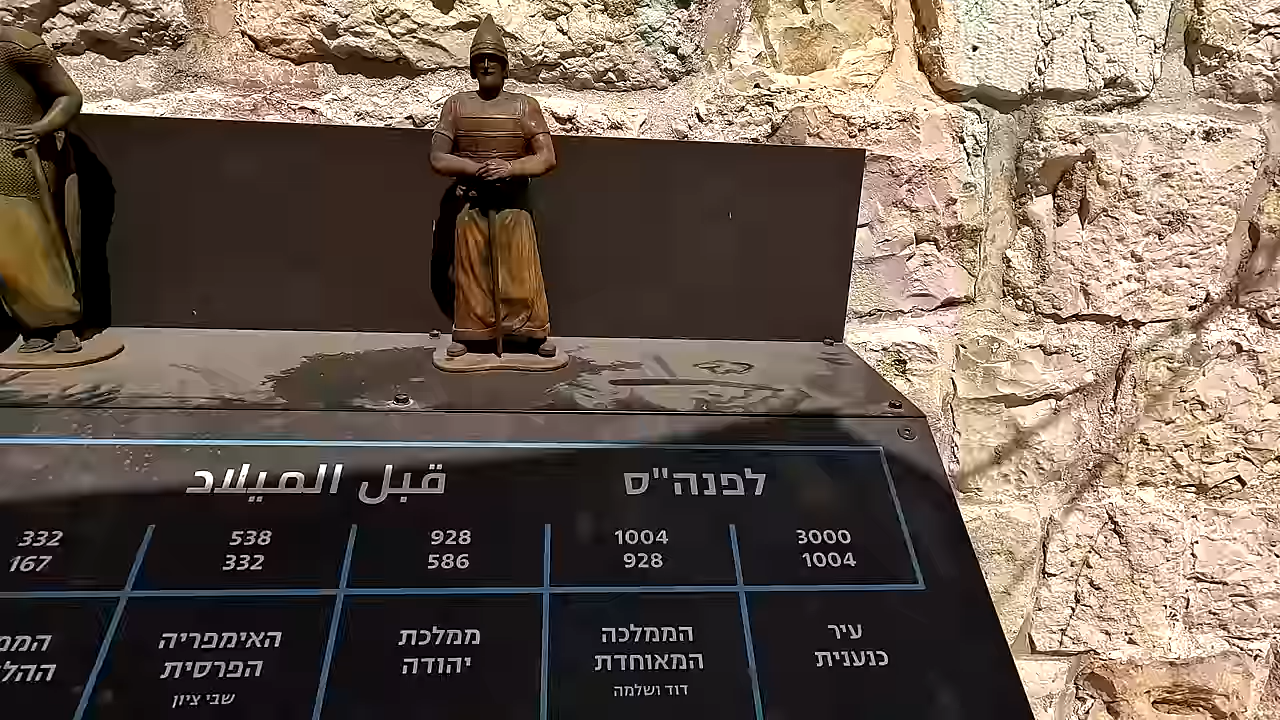 לפנה"ס
قبل الميلاد
3000
1004
1004
928
928
586
538
332
332
167
עיר
כנענית
הממלכה
המאוחדת
דוד ושלמה
ממלכת
יהודה
האימפריה
הפרסית
שבי ציון